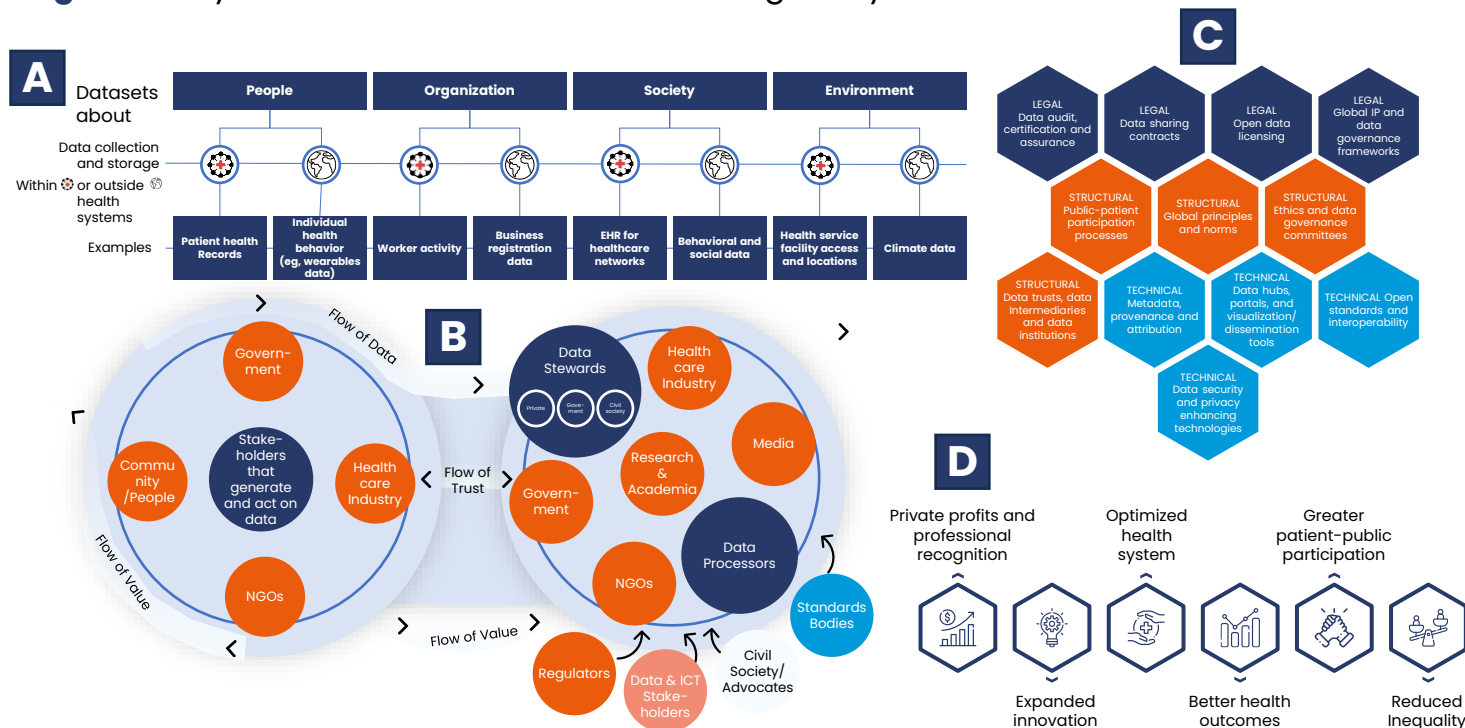 A
Datasets
about
People
Organization
Society
Environment
Data collection
and storage
Within or outside
health
systems
Examples
Patient health
Records
Individual
health
behavior
(eg, wearables
data)
Worker activity
Business
registration
data
EHR for
healthcare
networks
Behavioral and
social data
Health service
facility access
and locations
Climate data
B
Flow of Data
Govern-
ment
Commu
nity
/People
Stake-
holders
that
generate
and act on
data
Health
care
Industry
NGOs
Flow of Value
Flow of
Trust
Flow of Value
Data
Stewards
Private
Gove-
ment
Civil
society
Health
care
Industry
Media
Research
&
Academia
Govern-
ment
Data
Processors
NGOs
Standards
Bodies
Regulators
Data & ICT
Stake-
holders
Civil
Society/
Advocates
C
LEGAL
Data audit,
certification and
assurance
LEGAL
Data sharing
contracts
LEGAL
Open data
licensing
LEGAL
Global IP and
data
governance
frameworks
STRUCTURAL
Public-patient
participation
processes
STRUCTURAL
Global principles
and norms
STRUCTURAL
Ethics and data
governance
committees
STRUCTURAL
Dota trusts, data
Intermediaries
and data
institutions
TECHNICAL
Metadata,
provenance and
attribution
TECHNICAL
Data hubs,
portals, and
visualization/
dissemination
tools
TECHNICAL Open
standards and
interoperability
TECHNICAL
Data security
and privacy
enhancing
technologies
D
Private profits and
professional
recognition
Optimized
health
system
Greater
patient-public
participation
Expanded
innovation
Better health
outcomes
Reduced
Inequality